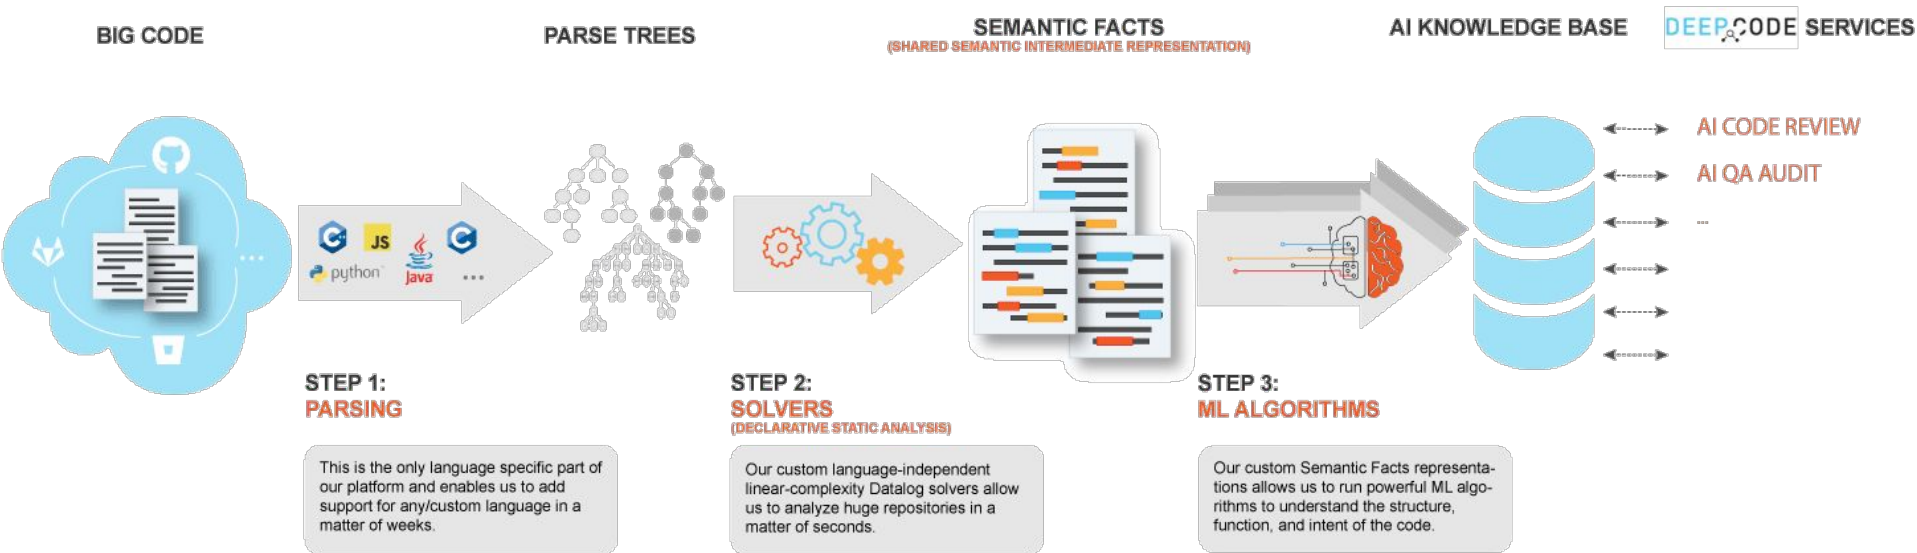 BIG CODE
PARSE TREES
SEMANTIC FACTS
(SHARED SEMANTIC INTERMEDIATE REPRESENTATION)
AI KNOWLEDGE BASE
DEEPCODE SERVICES
JS
python
Java
...
AI CODE REVIEW
AI QA AUDIT
...
STEP 1:
PARSING
This is the only language specific part of
our platform and enables us to add
support for any/custom language in a
matter of weeks.
STEP 2:
SOLVERS
(DECLARATIVE STATIC ANALYSIS)
Our custom language-independent
linear-complexity Datalog solvers allow
us to analyze huge repositories in a
matter of seconds.
STEP 3:
ML ALGORITHMS
Our custom Semantic Facts representa-
tions allows us to run powerful ML algo-
rithms to understand the structure,
function, and intent of the code.